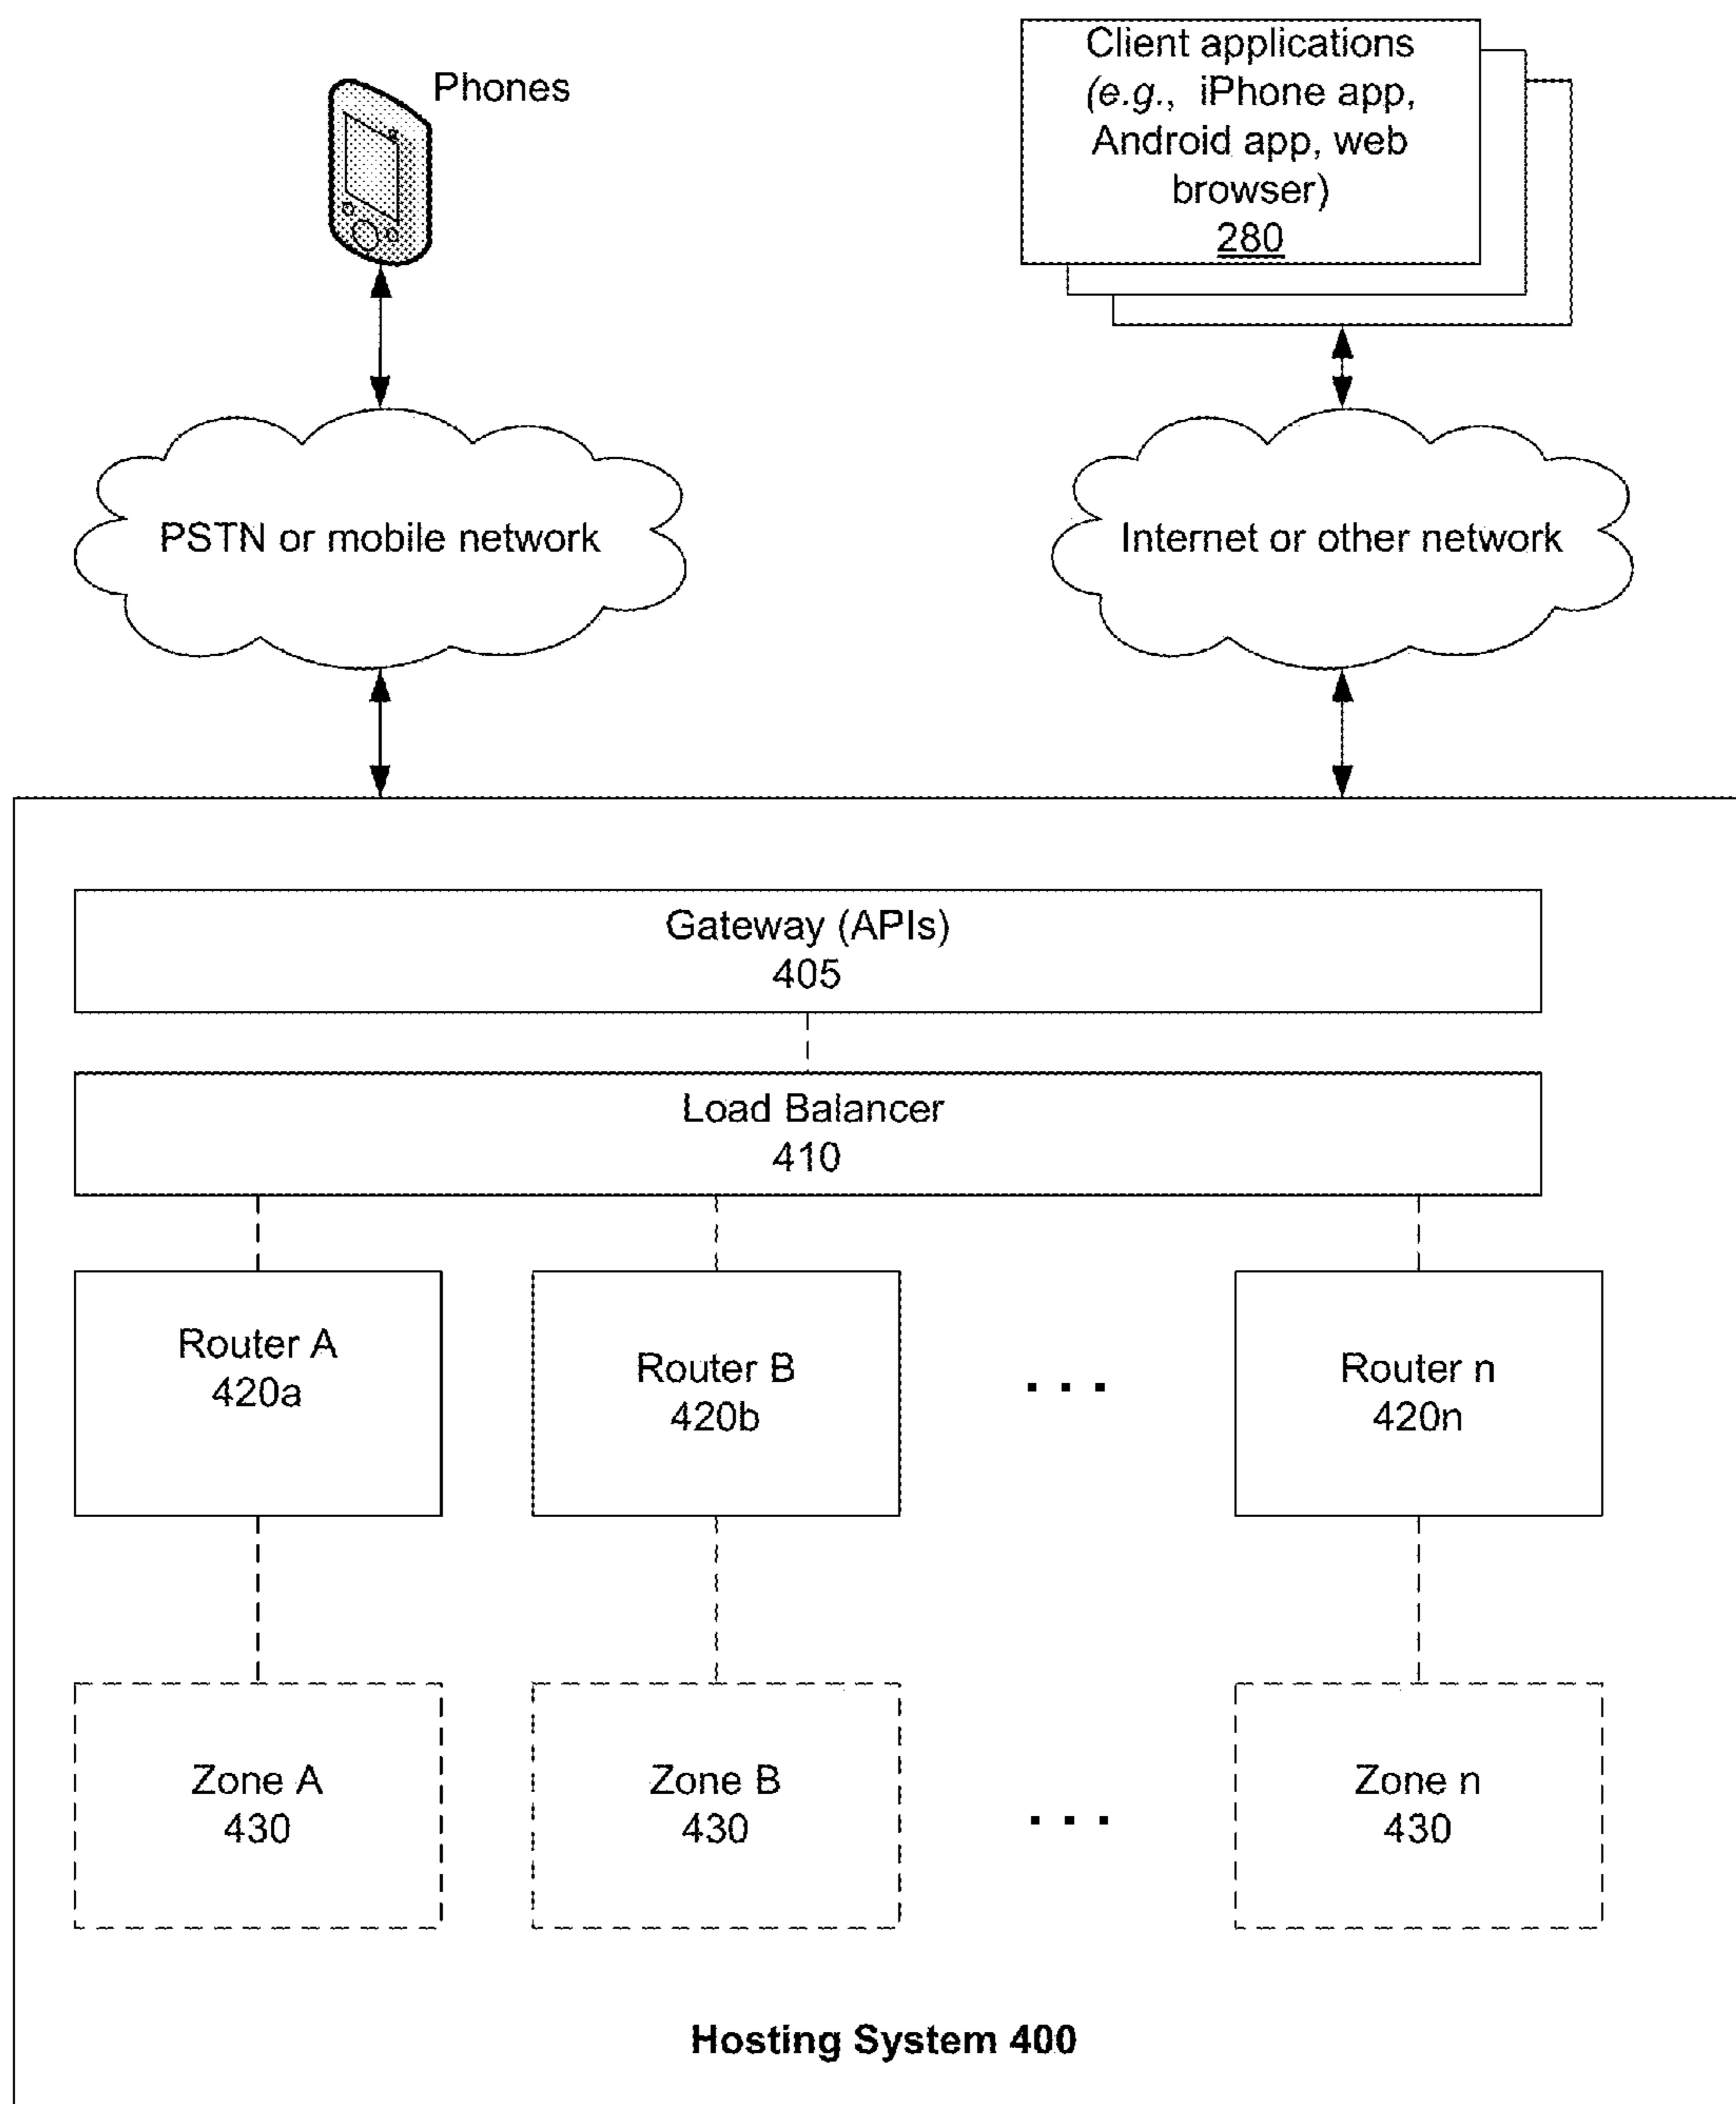 Phones
Client applications
(e.g., iPhone app,
Android app, web
browser)
280
PSTN or mobile network
Internet or other network
Gateway (APIs)
405
Load Balancer
410
Router A
420a
Router B
420b
. . .
Router n
420n
Zone A
430
Zone B
430
. . .
Zone n
430
Hosting System 400